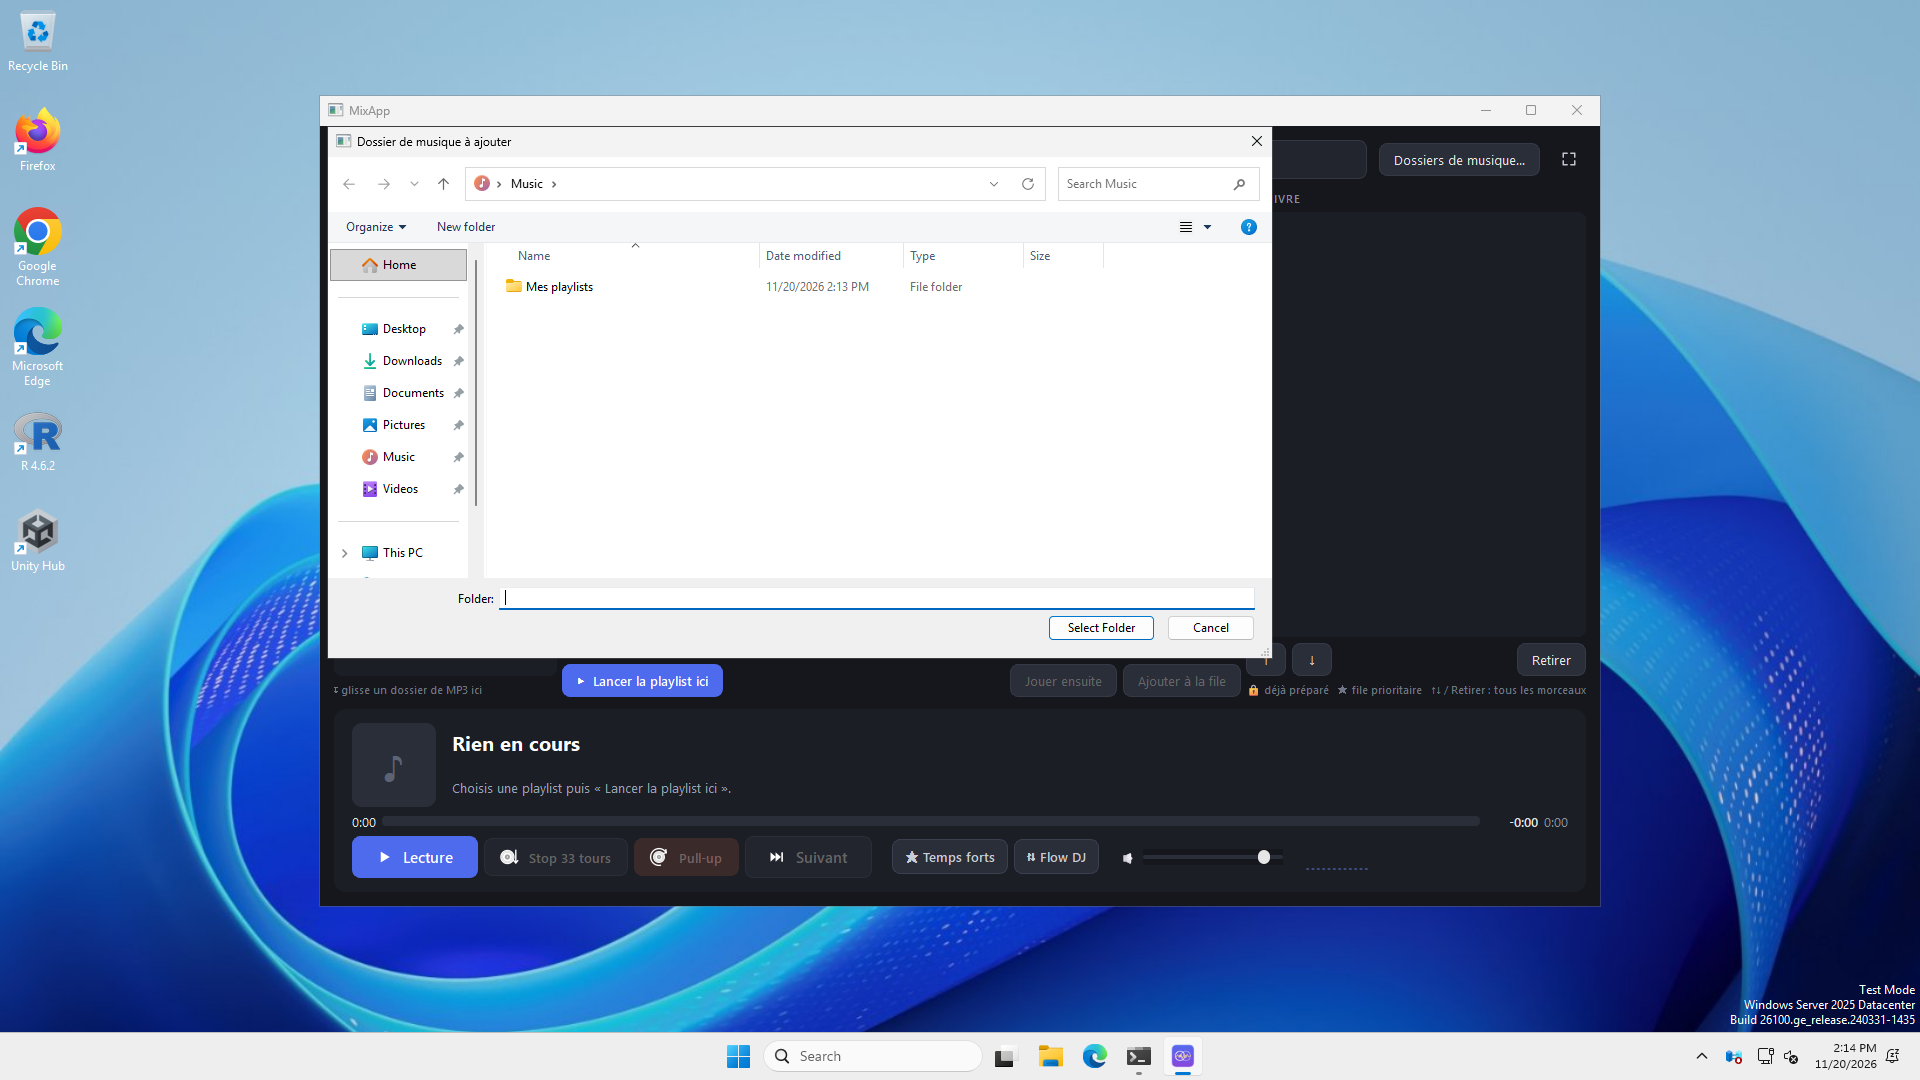 Recycle Bin
Firefox
Google
Chrome
Microsoft
Edge
R 4.6.2
Unity Hub
MixApp
Dossier de musique à ajouter
Music
Search Music
Organize
New folder
Home
Desktop
Downloads
Documents
Pictures
Music
Videos
This PC
Name
Date modified
Type
Size
Mes playlists
11/20/2026 2:13 PM
File folder
Folder:
Select Folder
Cancel
Dossiers de musique...
IVRE
↑
↓
Retirer
Lancer la playlist ici
Jouer ensuite
Ajouter à la file
↧ glisse un dossier de MP3 ici
🔒 déjà préparé ★ file prioritaire ↑↓ / Retirer : tous les morceaux
Rien en cours
Choisis une playlist puis « Lancer la playlist ici ».
0:00
-0:00 0:00
Lecture
Stop 33 tours
Pull-up
Suivant
★ Temps forts
⇅ Flow DJ
Test Mode
Windows Server 2025 Datacenter
Build 26100.ge_release.240331-1435
Search
2:14 PM
11/20/2026